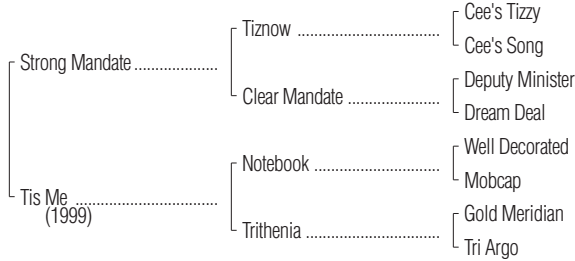 Cee's Tizzy
Tiznow ..........................................
Cee's Song
Strong Mandate ........................
Deputy Minister
Clear Mandate ...........................
Dream Deal
Well Decorated
Notebook .....................................
Mobcap
Tis Me ..........................................
(1999)
Gold Meridian
Trithenia .......................................
Tri Argo